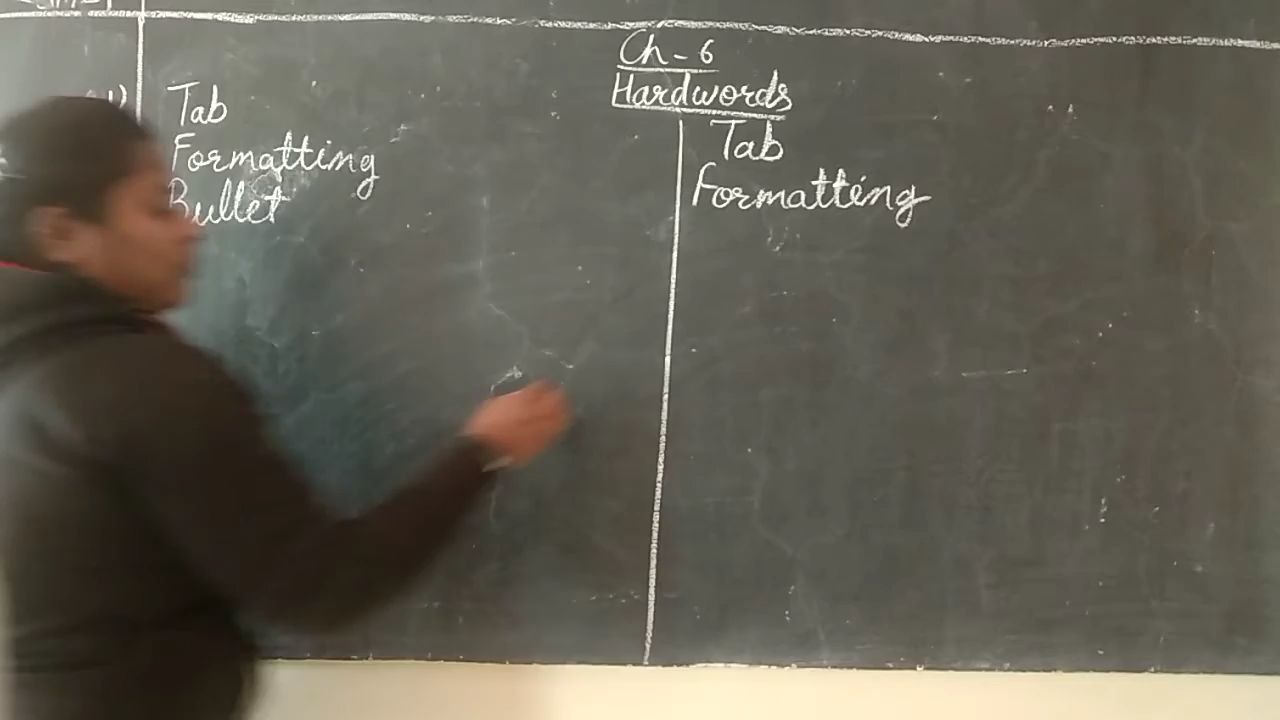 Ch - 6
Hardwords
Tab
Formatting
Bullet
Tab
Formatting